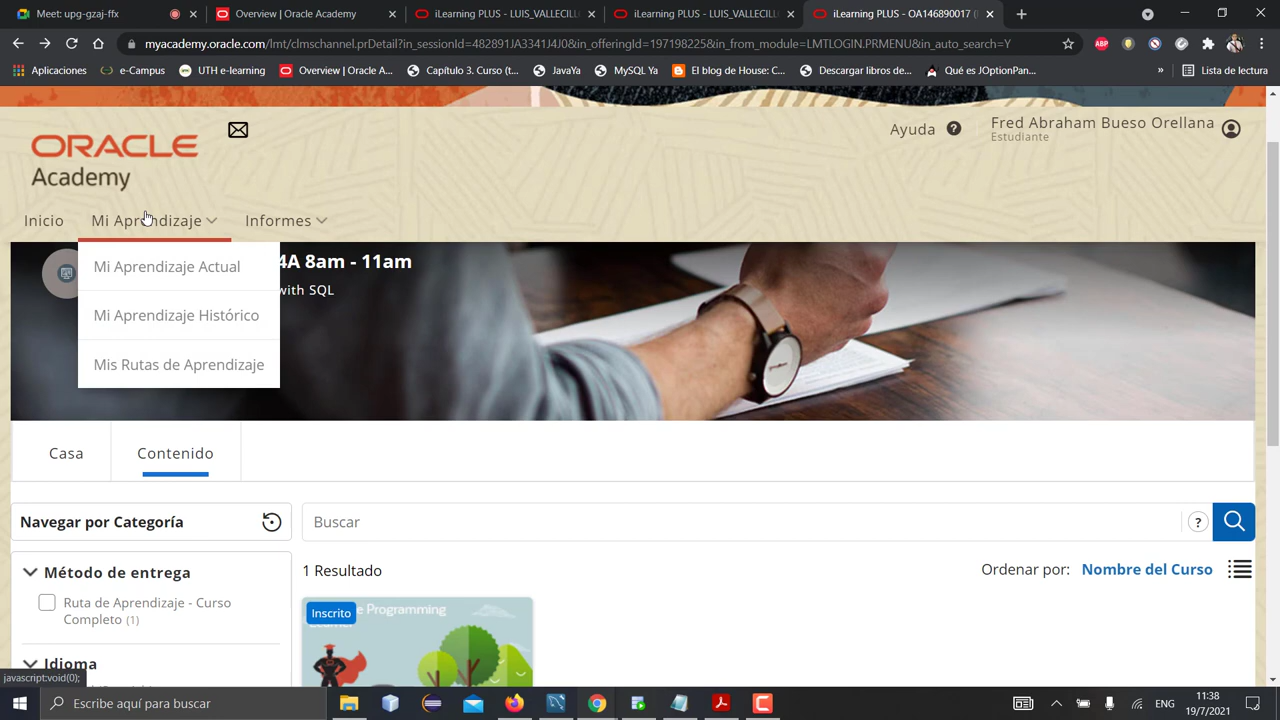 Meet: upg-gzaj-ffx
Overview | Oracle Academy
iLearning PLUS - LUIS_VALLECILL
iLearning PLUS - LUIS_VALLECILL
iLearning PLUS - OA146890017 (
myacademy.oracle.com/lmt/clmschannel.prDetail?in_sessionId=482891JA3341J4J0&in_offeringId=197198225&in_from_module=LMTLOGIN.PRMENU&in_auto_search=Y
ABP
Aplicaciones
e-Campus
UTH e-learning
Overview | Oracle A...
Capítulo 3. Curso (t...
JavaYa
MySQL Ya
El blog de House: C...
Descargar libros de...
Qué es JOptionPan...
»
Lista de lectura
ORACLE
Academy
Ayuda ?
Fred Abraham Bueso Orellana
Estudiante
Inicio
Mi Aprendizaje
Informes
Mi Aprendizaje Actual
Mi Aprendizaje Histórico
Mis Rutas de Aprendizaje
4A 8am - 11am
with SQL
Casa
Contenido
Navegar por Categoría
Buscar
?
Método de entrega
Ruta de Aprendizaje - Curso
Completo (1)
Idioma
1 Resultado
Ordenar por: Nombre del Curso
Inscrito
Programming
javascript:void(0);
Escribe aquí para buscar
ENG
11:38
19/7/2021